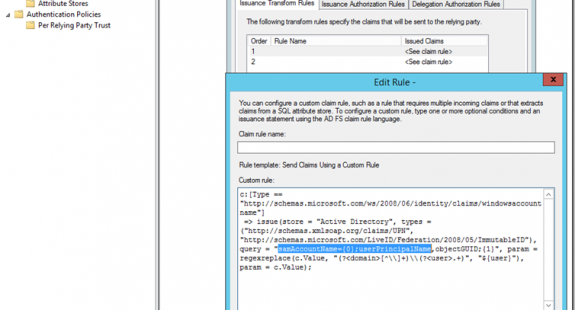 Attribute Stores
Authentication Policies
Per Relying Party Trust
Issuance Transform Rules
Issuance Authorization Rules
Delegation Authorization Rules
The following transform rules specify the claims that will be sent to the relying party.
Order Rule Name Issued Claims
1 <See claim rule>
2 <See claim rule>
Edit Rule -
x
You can configure a custom claim rule, such as a rule that requires multiple incoming claims or that extracts
claims from a SQL attribute store. To configure a custom rule, type one or more optional conditions and an
issuance statement using the AD FS claim rule language.
Claim rule name:
Rule template: Send Claims Using a Custom Rule
Custom rule:
c:[Type ==
"http://schemas.microsoft.com/ws/2008/06/identity/claims/windowsaccount
name"]
=> issue(store = "Active Directory", types =
("http://schemas.xmlsoap.org/claims/UPN",
"http://schemas.microsoft.com/LiveID/Federation/2008/05/ImmutableID"),
query = "samAccountName={0};userPrincipalName,objectGUID;{1}", param =
regexreplace(c.Value, "(?<domain>[^\\]+)\\(?<user>.+)", "${user}"),
param = c.Value);